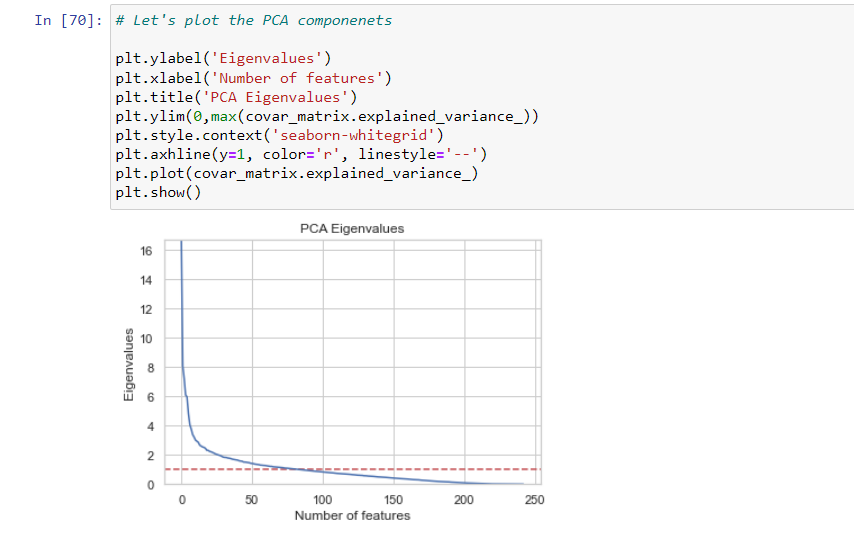 In [70]: # Let's plot the PCA componenets
plt.ylabel('Eigenvalues')
plt.xlabel('Number of features')
plt.title('PCA Eigenvalues')
plt.ylim(0,max(covar_matrix.explained_variance_))
plt.style.context('seaborn-whitegrid')
plt.axhline(y=1, color='r', linestyle='--')
plt.plot(covar_matrix.explained_variance_)
plt.show()
PCA Eigenvalues
Eigenvalues
16
14
12
10
8
6
4
2
0
0 50 100 150 200 250
Number of features